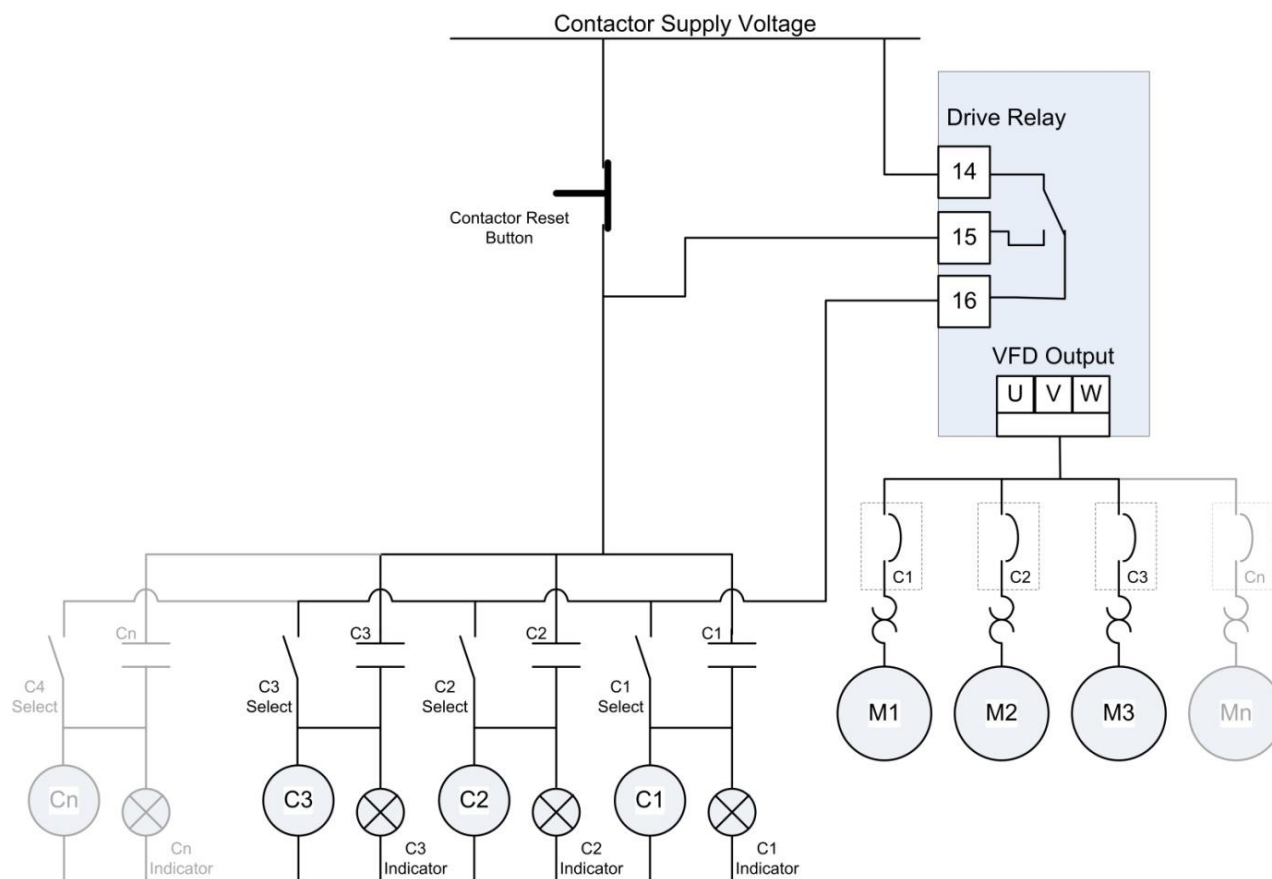 Contactor Supply Voltage
Drive Relay
14
Contactor Reset
Button
15
16
VFD Output
U V W
C1
C2
C3
Cn
Cn
C3
C2
C1
C4
Select
C3
Select
C2
Select
C1
Select
M1
M2
M3
Mn
Cn
C3
C2
C1
Cn
Indicator
C3
Indicator
C2
Indicator
C1
Indicator